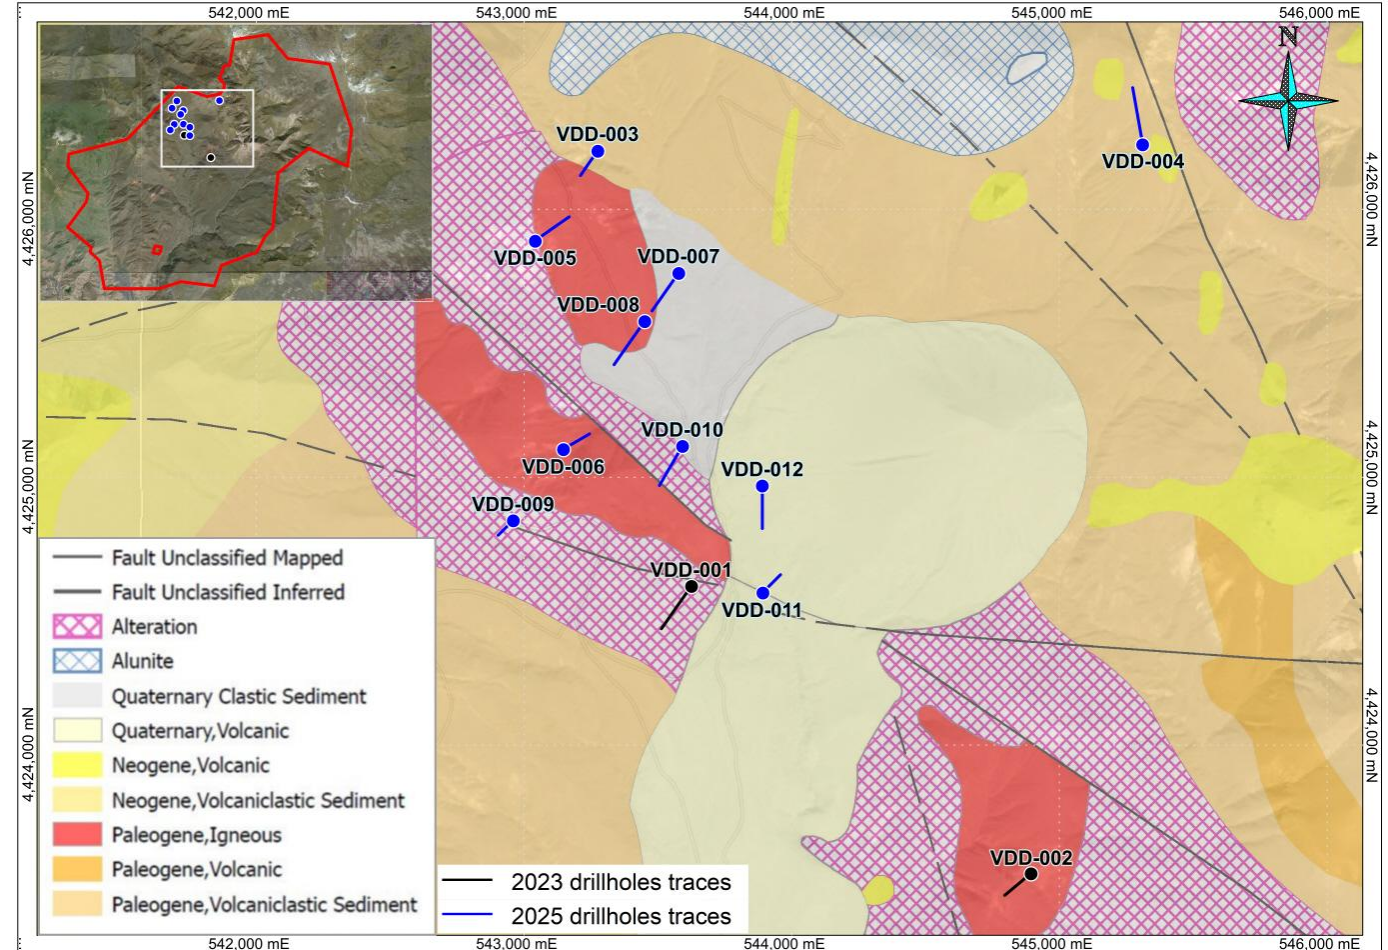 542,000 mE
543,000 mE
544,000 mE
545,000 mE
546,000 mE
N
4,426,000 mN
4,426,000 mN
4,425,000 mN
4,425,000 mN
4,424,000 mN
4,424,000 mN
VDD-003
VDD-004
VDD-005
VDD-007
VDD-008
VDD-010
VDD-006
VDD-012
VDD-009
VDD-001
VDD-011
VDD-002
Fault Unclassified Mapped
Fault Unclassified Inferred
Alteration
Alunite
Quaternary Clastic Sediment
Quaternary,Volcanic
Neogene,Volcanic
Neogene,Volcaniclastic Sediment
Paleogene,Igneous
Paleogene,Volcanic
Paleogene,Volcaniclastic Sediment
2023 drillholes traces
2025 drillholes traces
542,000 mE
543,000 mE
544,000 mE
545,000 mE
546,000 mE